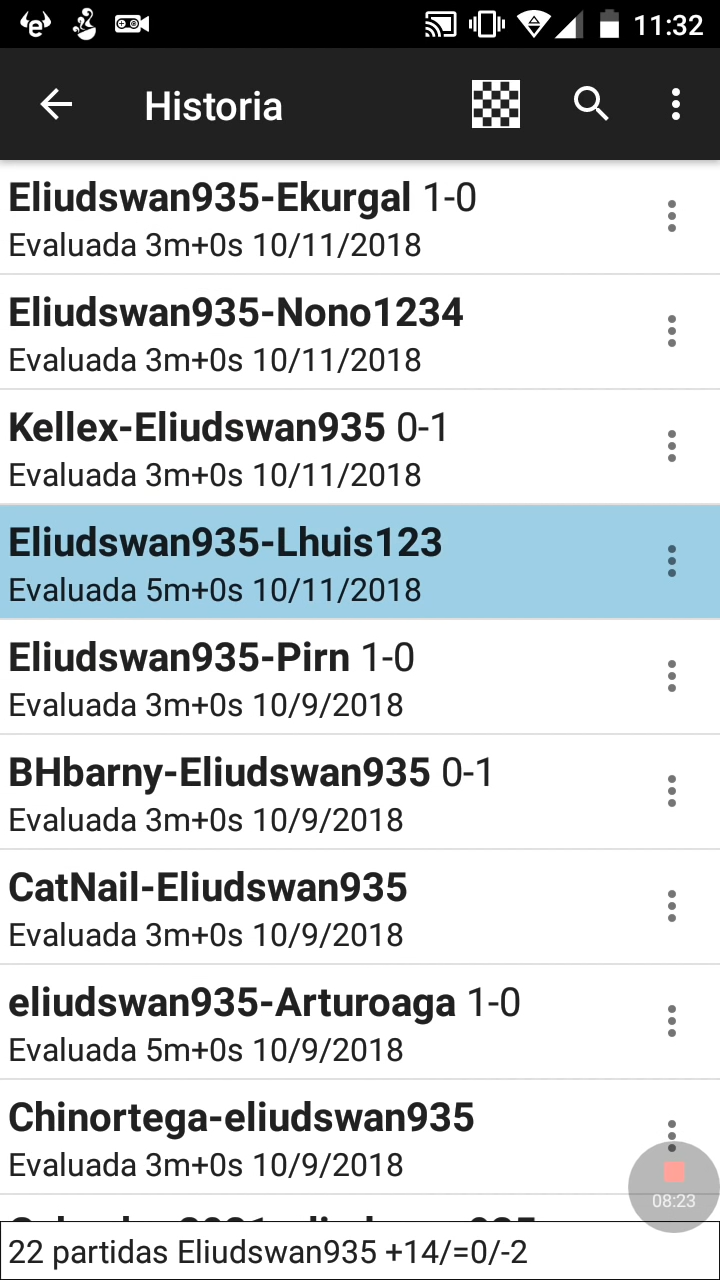 11:32
Historia
Eliudswan935-Ekurgal 1-0
Evaluada 3m+0s 10/11/2018
Eliudswan935-Nono1234
Evaluada 3m+0s 10/11/2018
Kellex-Eliudswan935 0-1
Evaluada 3m+0s 10/11/2018
Eliudswan935-Lhuis123
Evaluada 5m+0s 10/11/2018
Eliudswan935-Pirn 1-0
Evaluada 3m+0s 10/9/2018
BHbarny-Eliudswan935 0-1
Evaluada 3m+0s 10/9/2018
CatNail-Eliudswan935
Evaluada 3m+0s 10/9/2018
eliudswan935-Arturoaga 1-0
Evaluada 5m+0s 10/9/2018
Chinortega-eliudswan935
Evaluada 3m+0s 10/9/2018
08:23
22 partidas Eliudswan935 +14/=0/-2